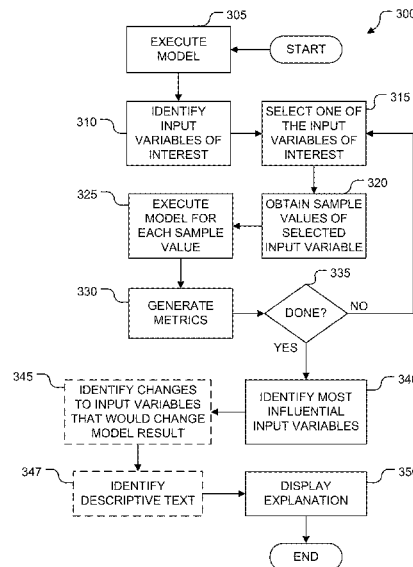 305
300
EXECUTE
MODEL
START
310
IDENTIFY
INPUT
VARIABLES
OF INTEREST
315
SELECT ONE OF
THE INPUT
VARIABLES OF
INTEREST
325
EXECUTE
MODEL FOR
EACH SAMPLE
VALUE
320
OBTAIN SAMPLE
VALUES OF
SELECTED
INPUT VARIABLE
330
GENERATE
METRICS
335
DONE?
NO
YES
345
IDENTIFY CHANGES
TO INPUT VARIABLES
THAT WOULD CHANGE
MODEL RESULT
340
IDENTIFY MOST
INFLUENTIAL
INPUT VARIABLES
347
IDENTIFY
DESCRIPTIVE TEXT
350
DISPLAY
EXPLANATION
END